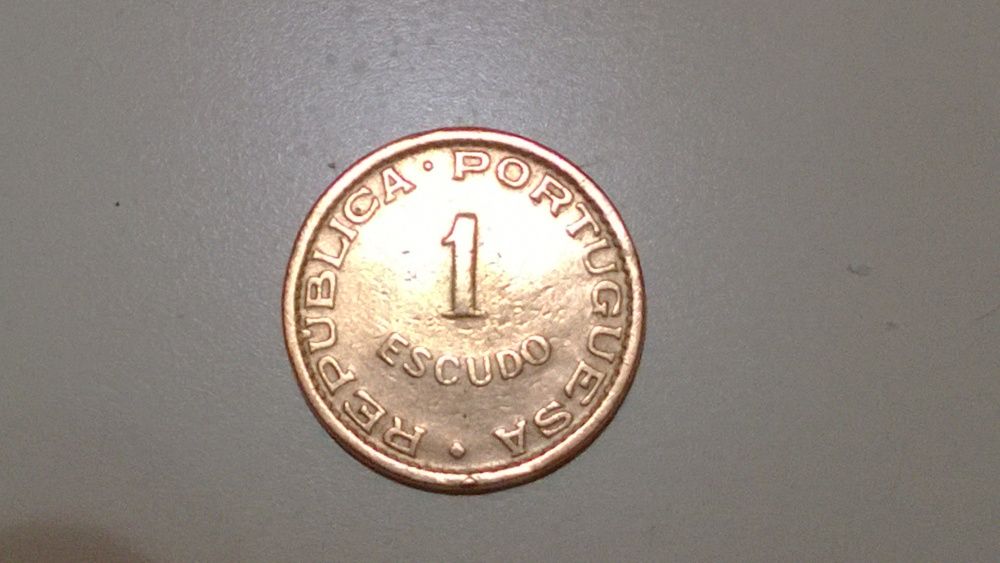 REPUBLICA · PORTUGUESA ·
1
ESCUDO